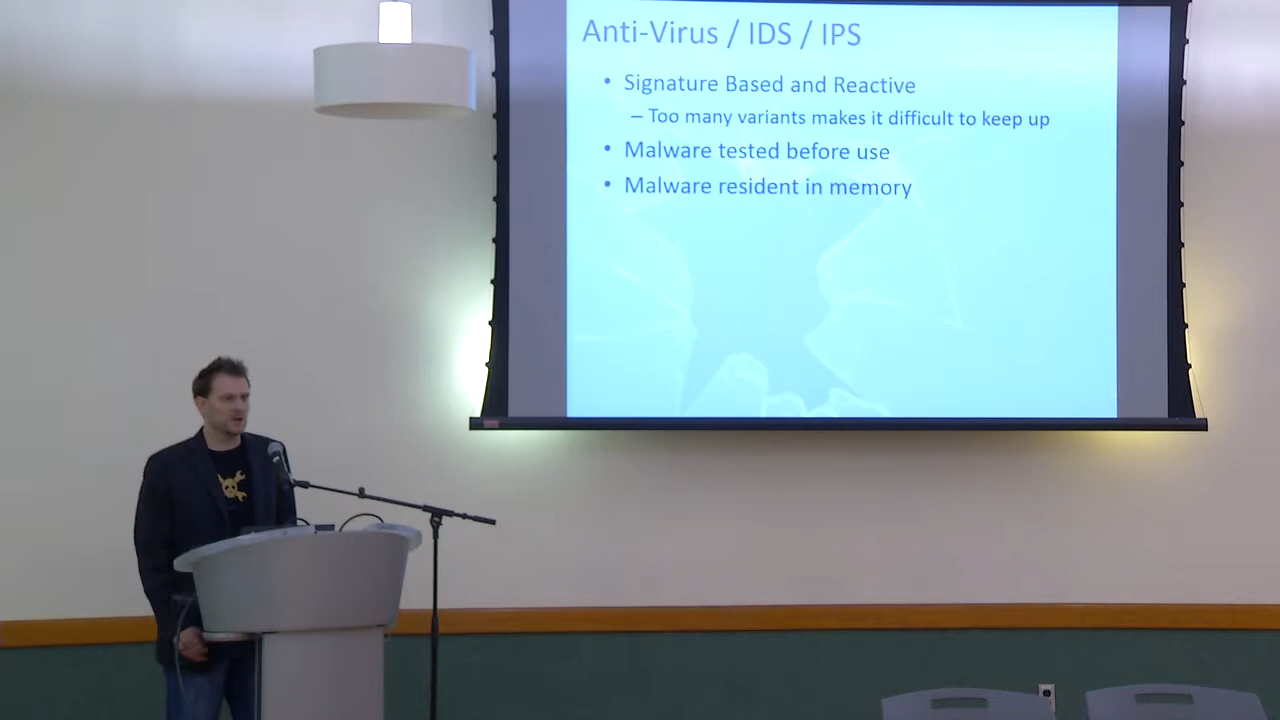 Anti-Virus / IDS / IPS
• Signature Based and Reactive
– Too many variants makes it difficult to keep up
• Malware tested before use
• Malware resident in memory